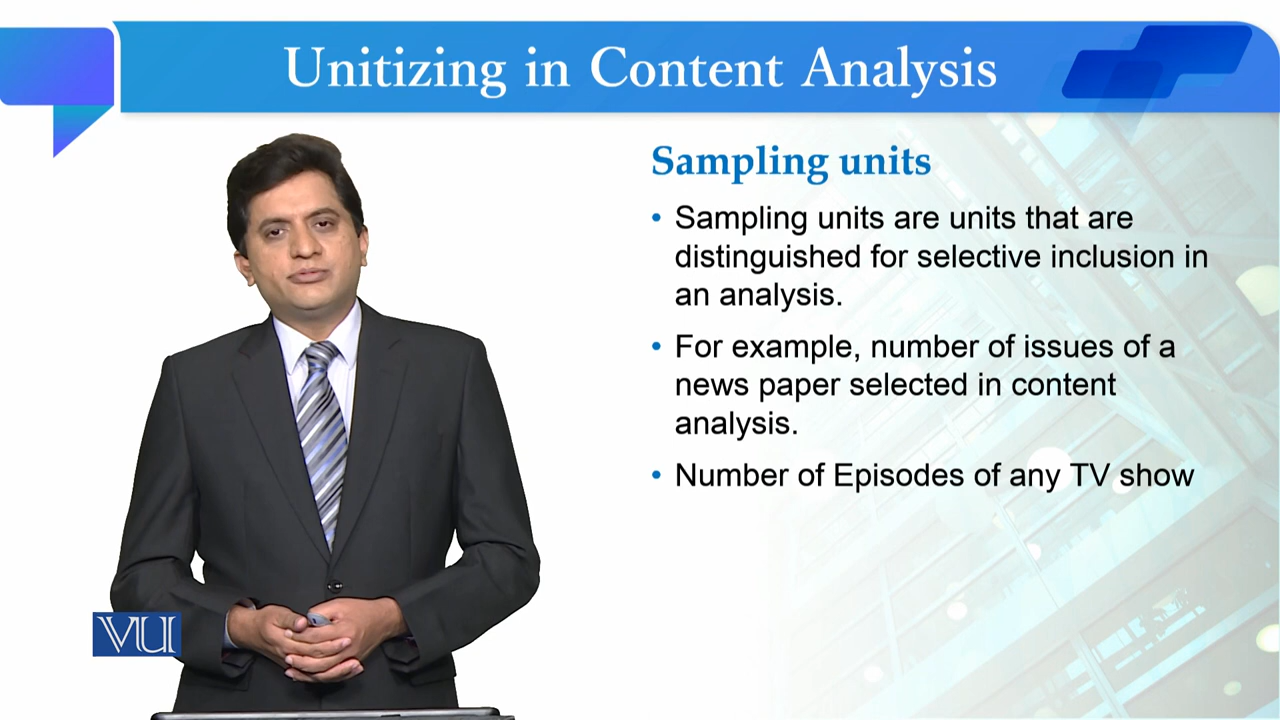 Unitizing in Content Analysis
Sampling units
• Sampling units are units that are
distinguished for selective inclusion in
an analysis.
• For example, number of issues of a
news paper selected in content
analysis.
• Number of Episodes of any TV show
VU